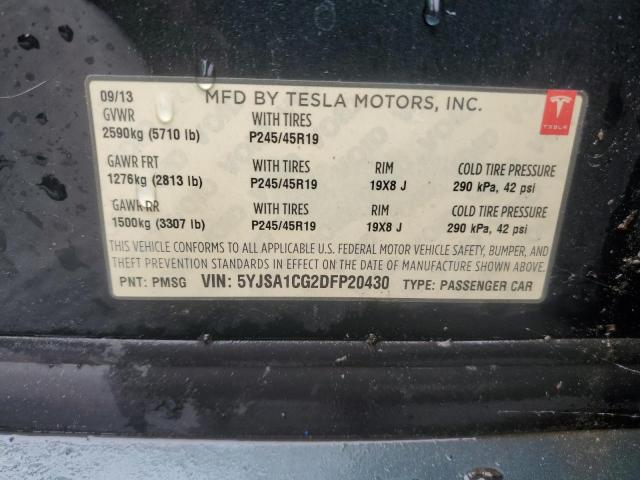 09/13 MFD BY TESLA MOTORS, INC.
GVWR WITH TIRES
2590kg (5710 lb) P245/45R19
TESLA
GAWR FRT WITH TIRES RIM COLD TIRE PRESSURE
1276kg (2813 lb) P245/45R19 19X8 J 290 kPa, 42 psi
GAWR RR WITH TIRES RIM COLD TIRE PRESSURE
1500kg (3307 lb) P245/45R19 19X8 J 290 kPa, 42 psi
THIS VEHICLE CONFORMS TO ALL APPLICABLE U.S. FEDERAL MOTOR VEHICLE SAFETY, BUMPER, AND
THEFT PREVENTION STANDARDS IN EFFECT ON THE DATE OF MANUFACTURE SHOWN ABOVE.
PNT: PMSG VIN: 5YJSA1CG2DFP20430 TYPE: PASSENGER CAR